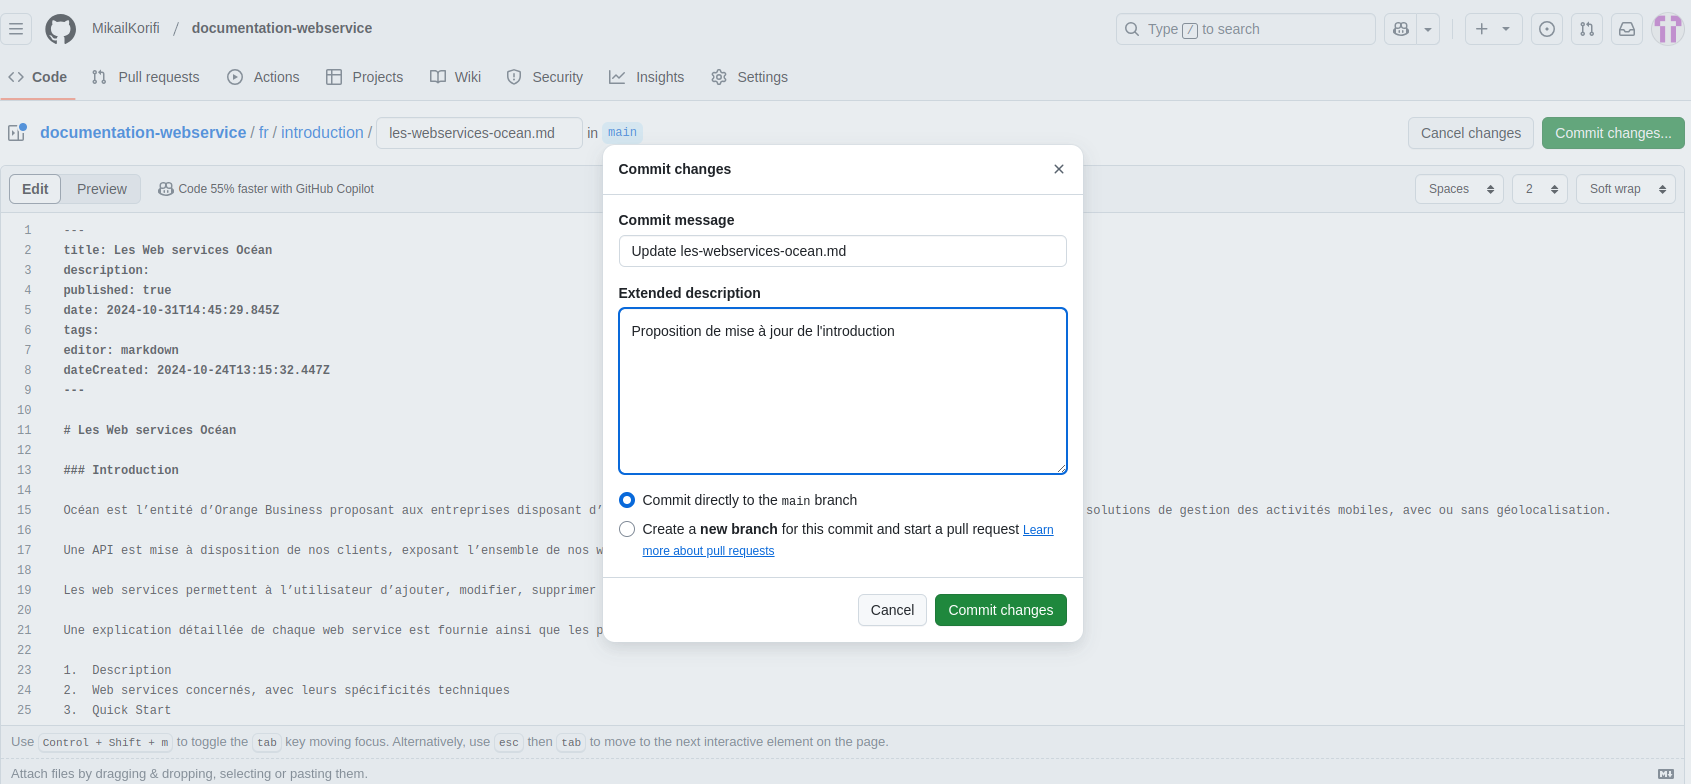 MikailKorifi / documentation-webservice
Type / to search
Code Pull requests Actions Projects Wiki Security Insights Settings
documentation-webservice / fr / introduction / les-webservices-ocean.md in main
Cancel changes Commit changes...
Edit Preview Code 55% faster with GitHub Copilot
Spaces 2 Soft wrap
1 ---
2 title: Les Web services Océan
3 description:
4 published: true
5 date: 2024-10-31T14:45:29.845Z
6 tags:
7 editor: markdown
8 dateCreated: 2024-10-24T13:15:32.447Z
9 ---
10
11 # Les Web services Océan
12
13 ### Introduction
14
15 Océan est l’entité d’Orange Business proposant aux entreprises disposant d’ solutions de gestion des activités mobiles, avec ou sans géolocalisation.
16
17 Une API est mise à disposition de nos clients, exposant l’ensemble de nos w
18
19 Les web services permettent à l’utilisateur d’ajouter, modifier, supprimer
20
21 Une explication détaillée de chaque web service est fournie ainsi que les p
22
23 1. Description
24 2. Web services concernés, avec leurs spécificités techniques
25 3. Quick Start
Commit changes
Commit message
Update les-webservices-ocean.md
Extended description
Proposition de mise à jour de l'introduction
Commit directly to the main branch
Create a new branch for this commit and start a pull request Learn
more about pull requests
Cancel Commit changes
Use Control + Shift + m to toggle the tab key moving focus. Alternatively, use esc then tab to move to the next interactive element on the page.
Attach files by dragging & dropping, selecting or pasting them.